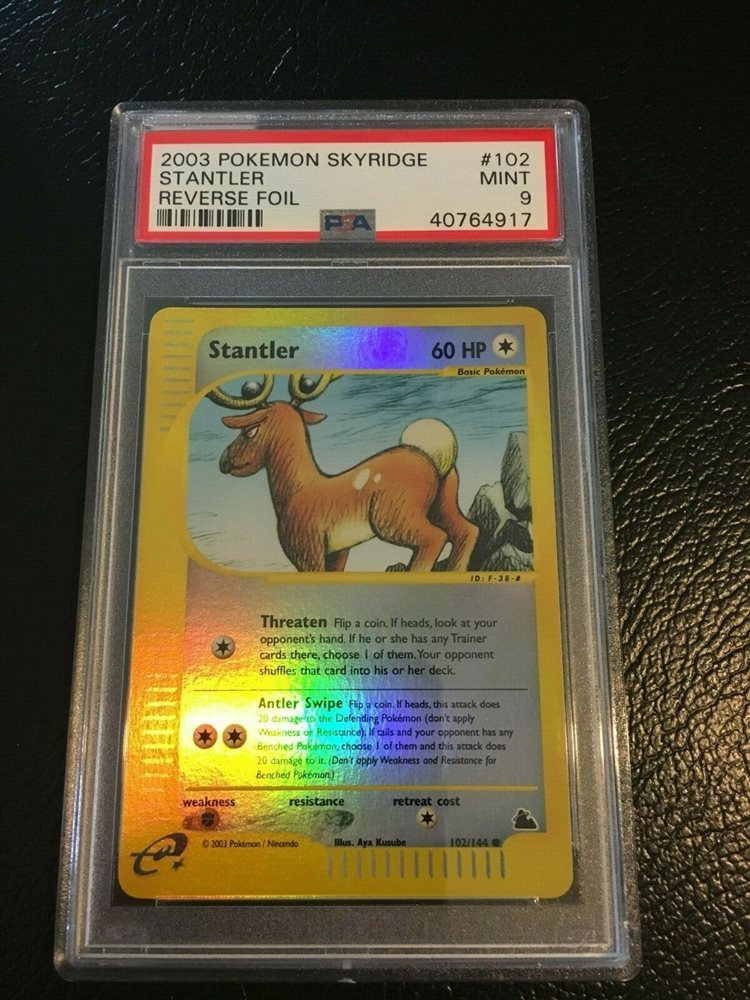 2003 POKEMON SKYRIDGE #102
STANTLER MINT
REVERSE FOIL 9
PSA 40764917
Stantler 60 HP
Basic Pokémon
ID: F-38-#
Threaten Flip a coin. If heads, look at your
opponent's hand. If he or she has any Trainer
cards there, choose 1 of them. Your opponent
shuffles that card into his or her deck.
Antler Swipe Flip a coin. If heads, this attack does
20 damage to the Defending Pokémon (don't apply
Weakness or Resistance). If tails and your opponent has any
Benched Pokémon, choose 1 of them and this attack does
20 damage to it. (Don't apply Weakness and Resistance for
Benched Pokémon.)
weakness resistance retreat cost
e
© 2003 Pokémon / Nintendo Illus. Aya Kusube 102/144